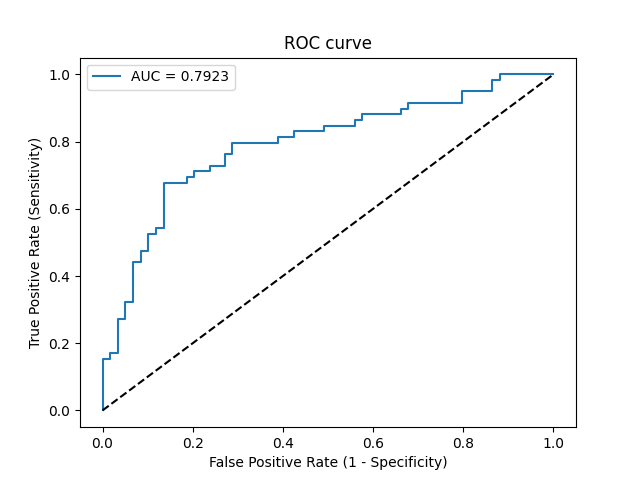 ROC curve
AUC = 0.7923
True Positive Rate (Sensitivity)
1.0
0.8
0.6
0.4
0.2
0.0
0.0 0.2 0.4 0.6 0.8 1.0
False Positive Rate (1 - Specificity)